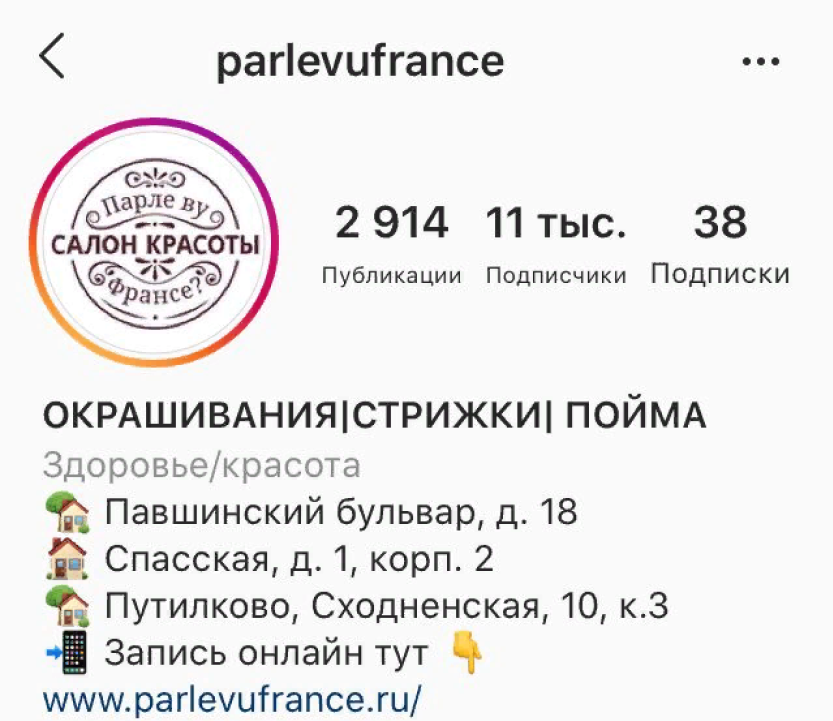 parlevufrance
Парле ву
САЛОН КРАСОТЫ
франсе?
2 914 11 тыс. 38
Публикации Подписчики Подписки
ОКРАШИВАНИЯ|СТРИЖКИ| ПОЙМА
Здоровье/красота
Павшинский бульвар, д. 18
Спасская, д. 1, корп. 2
Путилково, Сходненская, 10, к.3
Запись онлайн тут
www.parlevufrance.ru/